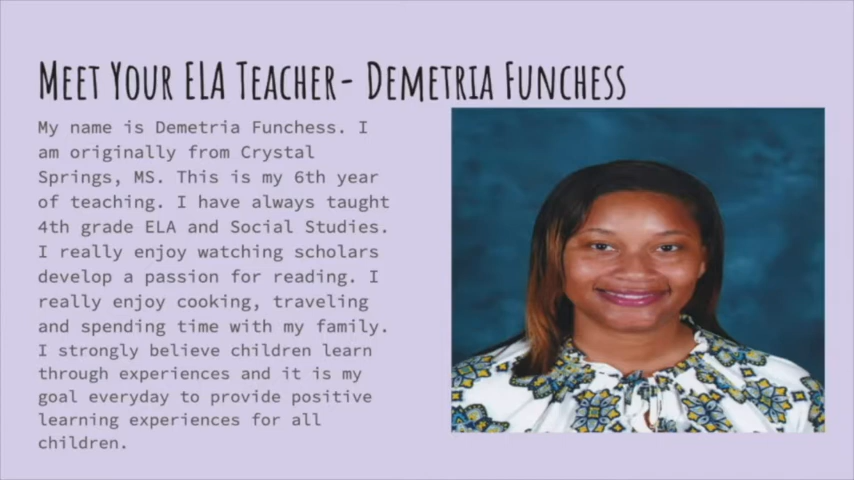 Meet Your ELA Teacher- Demetria Funchess
My name is Demetria Funchess. I
am originally from Crystal
Springs, MS. This is my 6th year
of teaching. I have always taught
4th grade ELA and Social Studies.
I really enjoy watching scholars
develop a passion for reading. I
really enjoy cooking, traveling
and spending time with my family.
I strongly believe children learn
through experiences and it is my
goal everyday to provide positive
learning experiences for all
children.